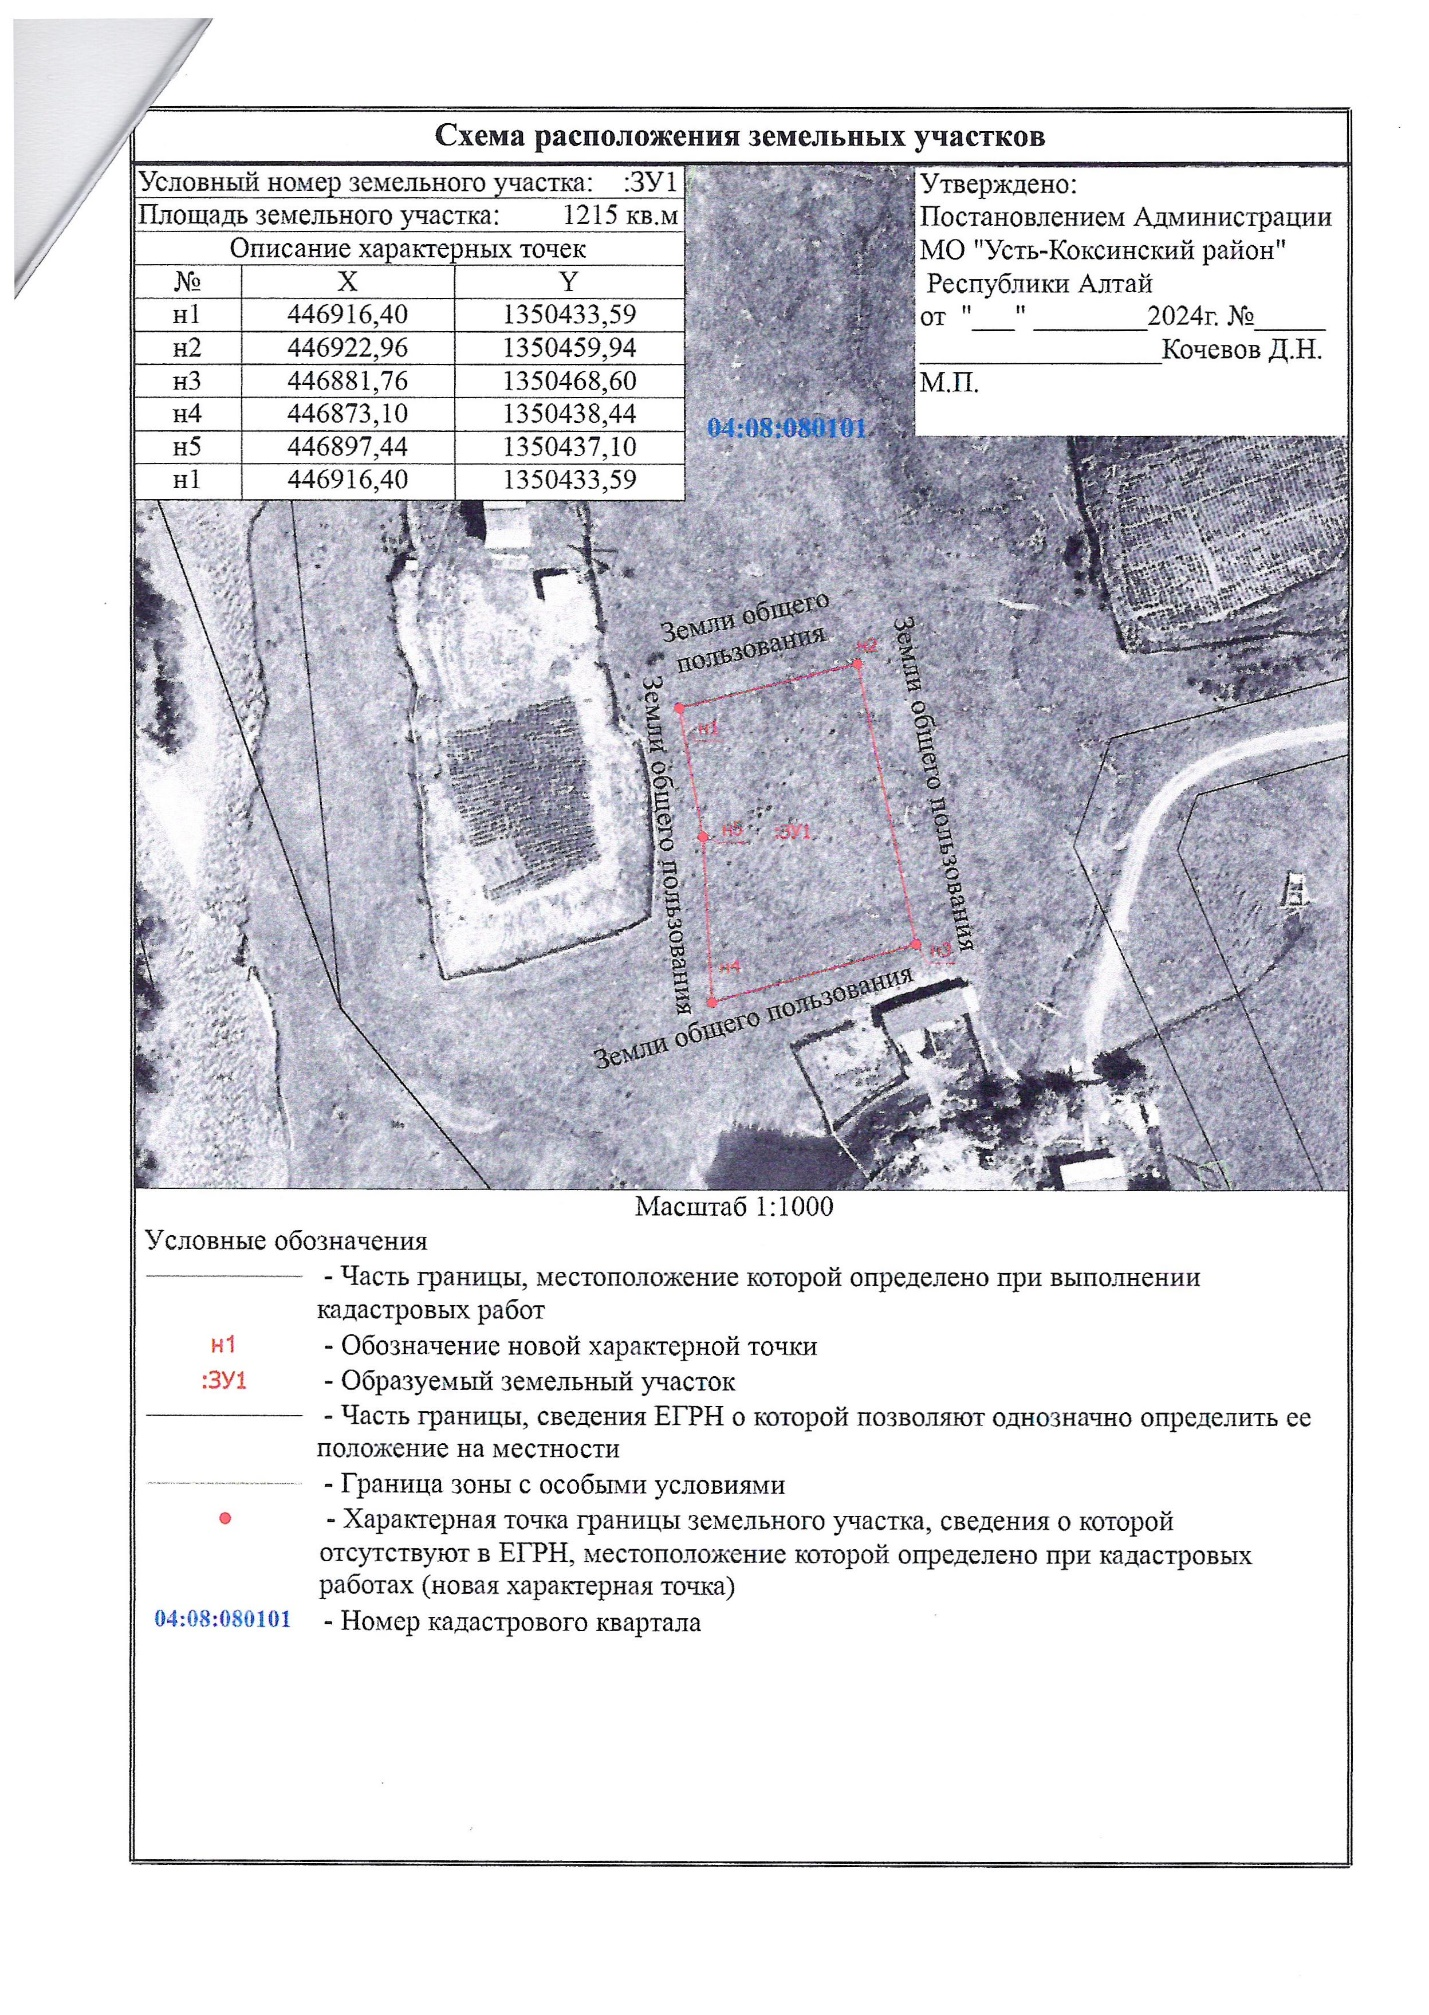 Схема расположения земельных участков
Условный номер земельного участка: :ЗУ1
Площадь земельного участка: 1215 кв.м
Описание характерных точек
№ X Y
н1 446916,40 1350433,59
н2 446922,96 1350459,94
н3 446881,76 1350468,60
н4 446873,10 1350438,44
н5 446897,44 1350437,10
н1 446916,40 1350433,59
Утверждено:
Постановлением Администрации
МО "Усть-Коксинский район"
Республики Алтай
от "___" ________2024г. №_____
_________________Кочевов Д.Н.
М.П.
04:08:080101
Земли общего
пользования
н2
Земли общего пользования
Земли общего пользования
н1
н5
:ЗУ1
н4
н3
Земли общего пользования
Масштаб 1:1000
Условные обозначения
- Часть границы, местоположение которой определено при выполнении
кадастровых работ
н1 - Обозначение новой характерной точки
:ЗУ1 - Образуемый земельный участок
- Часть границы, сведения ЕГРН о которой позволяют однозначно определить ее
положение на местности
- Граница зоны с особыми условиями
- Характерная точка границы земельного участка, сведения о которой
отсутствуют в ЕГРН, местоположение которой определено при кадастровых
работах (новая характерная точка)
04:08:080101 - Номер кадастрового квартала